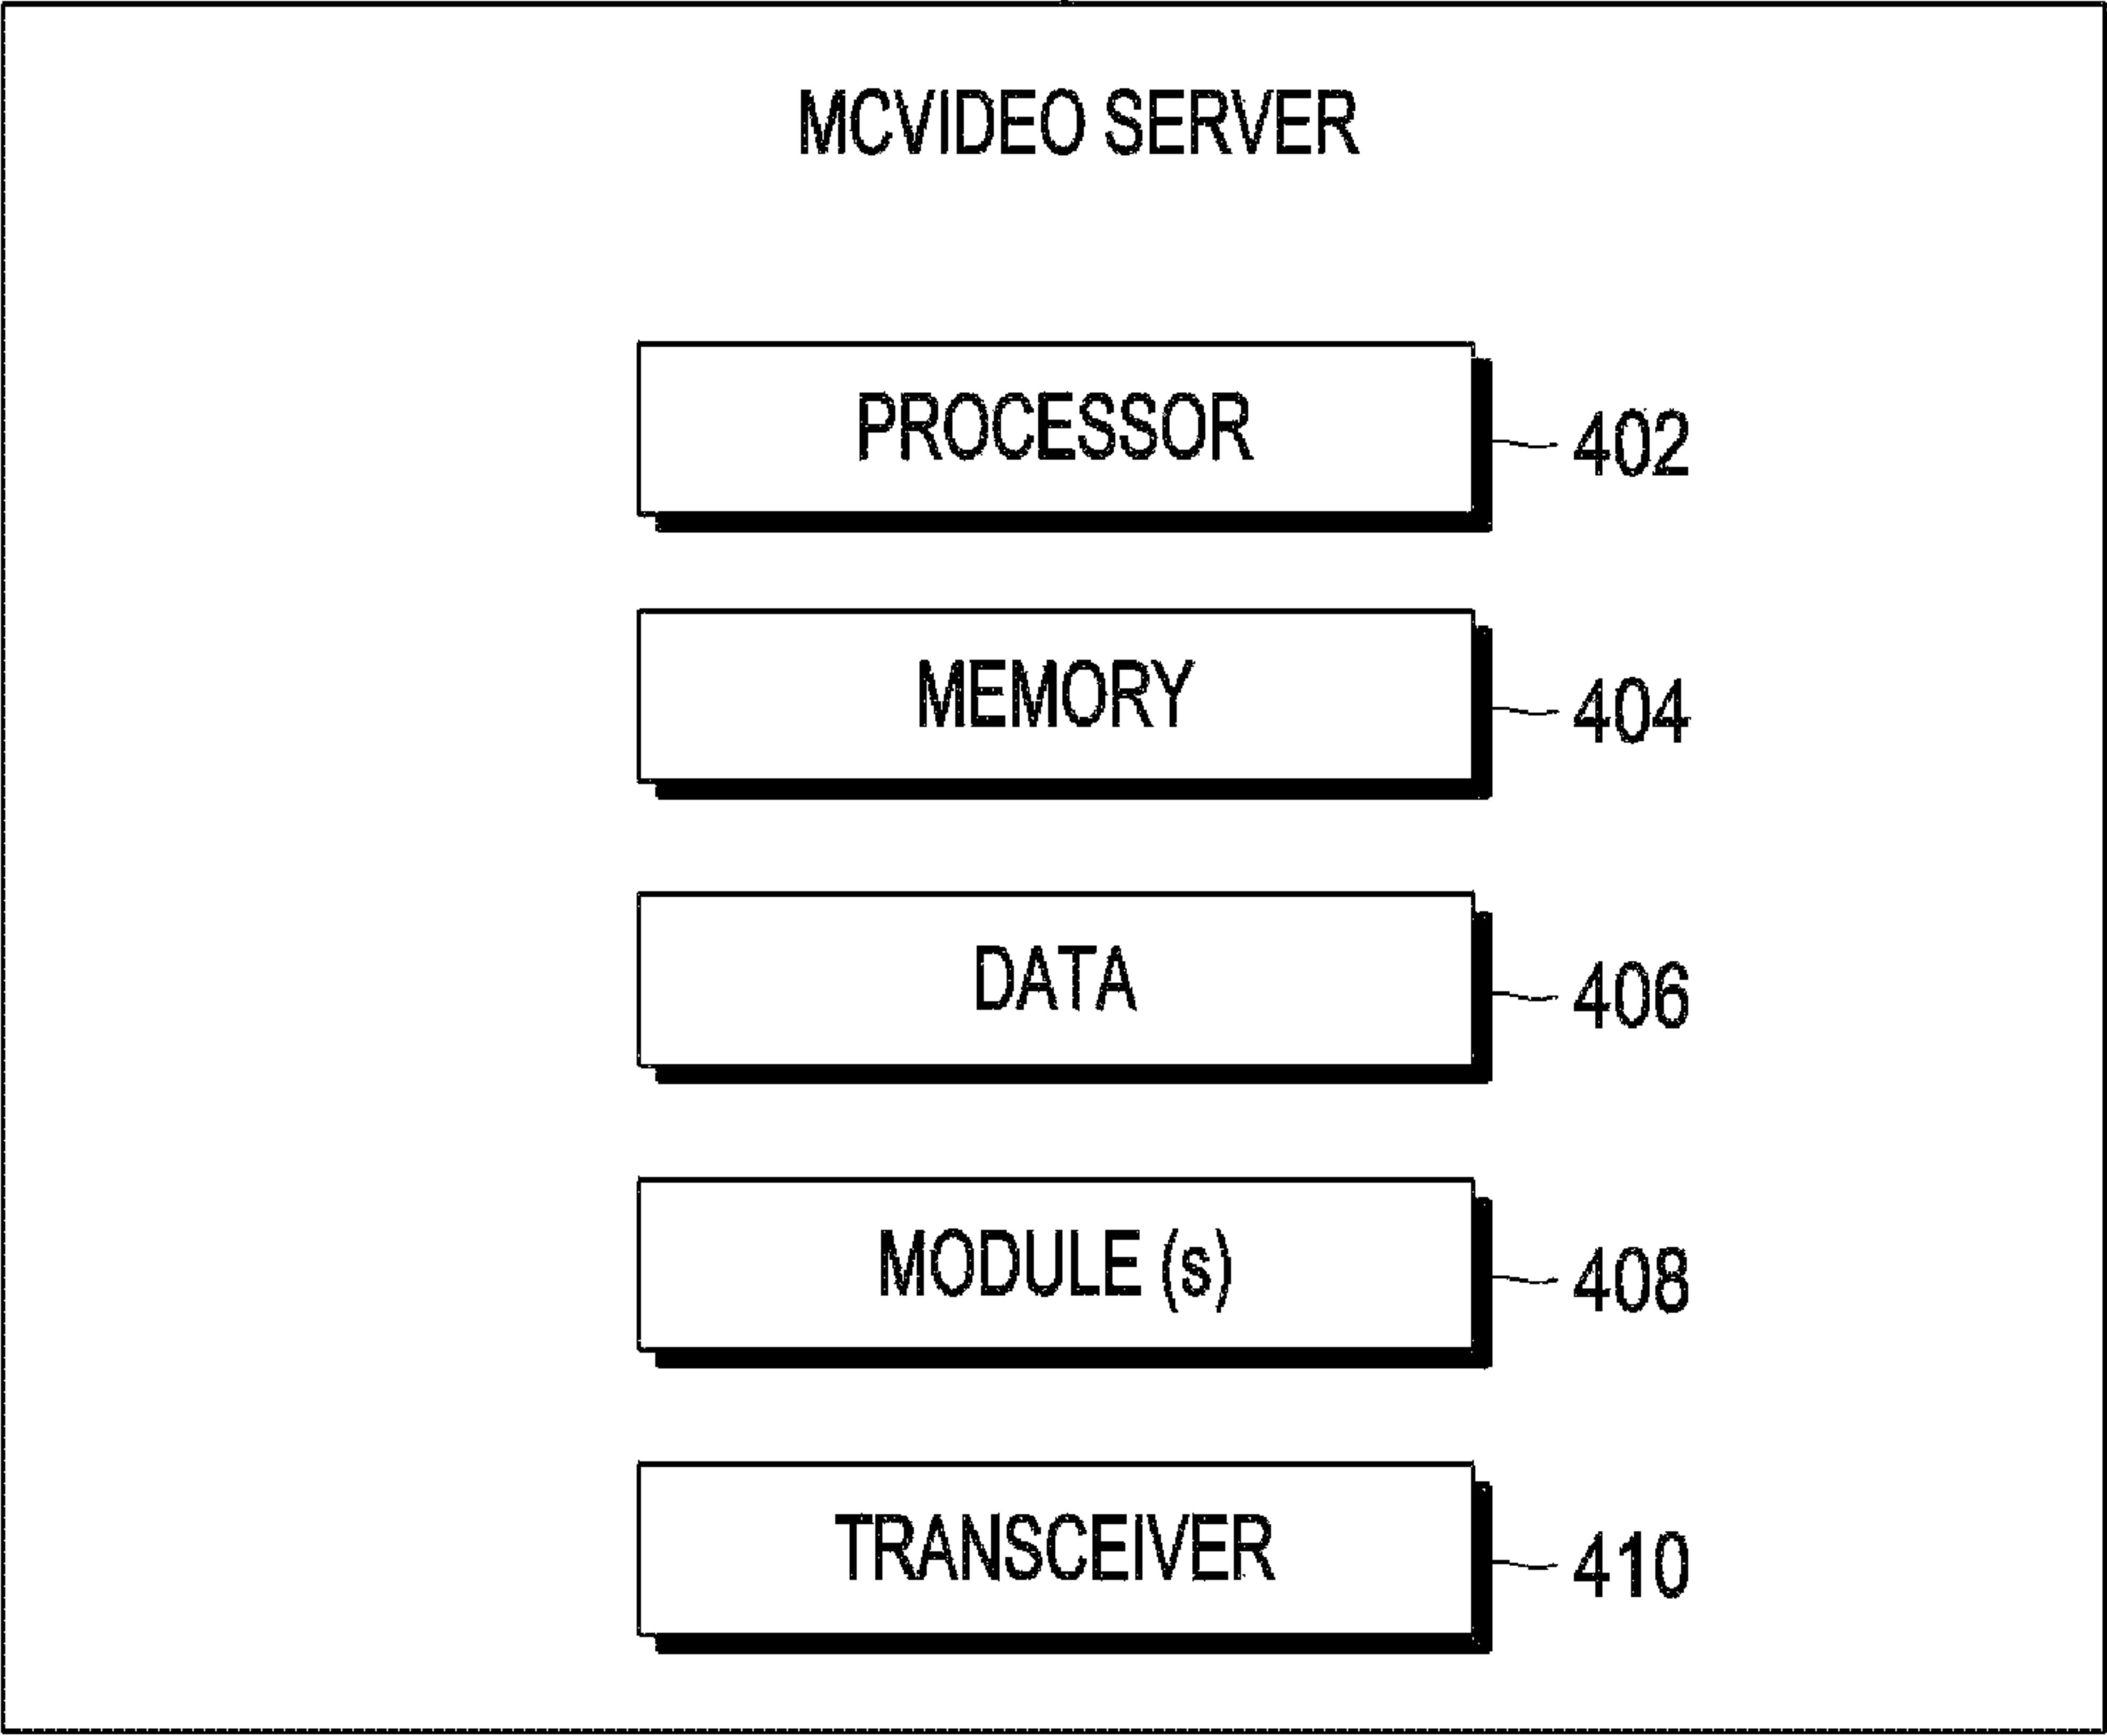 MCVIDEO SERVER
PROCESSOR 402
MEMORY 404
DATA 406
MODULE (s) 408
TRANSCEIVER 410